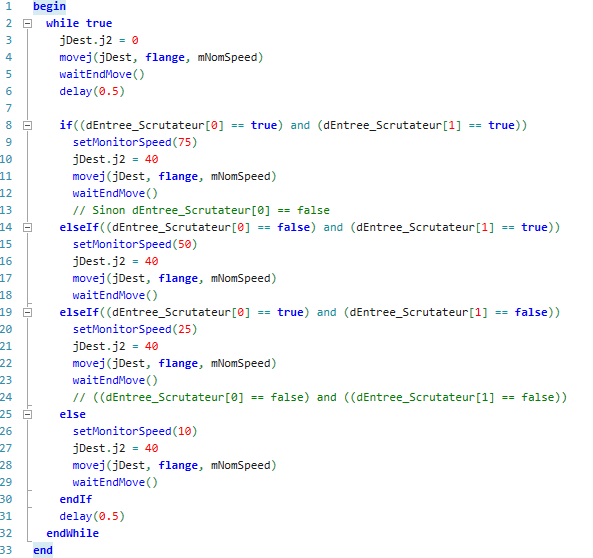 1 begin
2 while true
3 jDest.j2 = 0
4 movej(jDest, flange, mNomSpeed)
5 waitEndMove()
6 delay(0.5)
7
8 if((dEntree_Scrutateur[0] == true) and (dEntree_Scrutateur[1] == true))
9 setMonitorSpeed(75)
10 jDest.j2 = 40
11 movej(jDest, flange, mNomSpeed)
12 waitEndMove()
13 // Sinon dEntree_Scrutateur[0] == false
14 elseIf((dEntree_Scrutateur[0] == false) and (dEntree_Scrutateur[1] == true))
15 setMonitorSpeed(50)
16 jDest.j2 = 40
17 movej(jDest, flange, mNomSpeed)
18 waitEndMove()
19 elseIf((dEntree_Scrutateur[0] == true) and (dEntree_Scrutateur[1] == false))
20 setMonitorSpeed(25)
21 jDest.j2 = 40
22 movej(jDest, flange, mNomSpeed)
23 waitEndMove()
24 // ((dEntree_Scrutateur[0] == false) and ((dEntree_Scrutateur[1] == false))
25 else
26 setMonitorSpeed(10)
27 jDest.j2 = 40
28 movej(jDest, flange, mNomSpeed)
29 waitEndMove()
30 endIf
31 delay(0.5)
32 endWhile
33 end